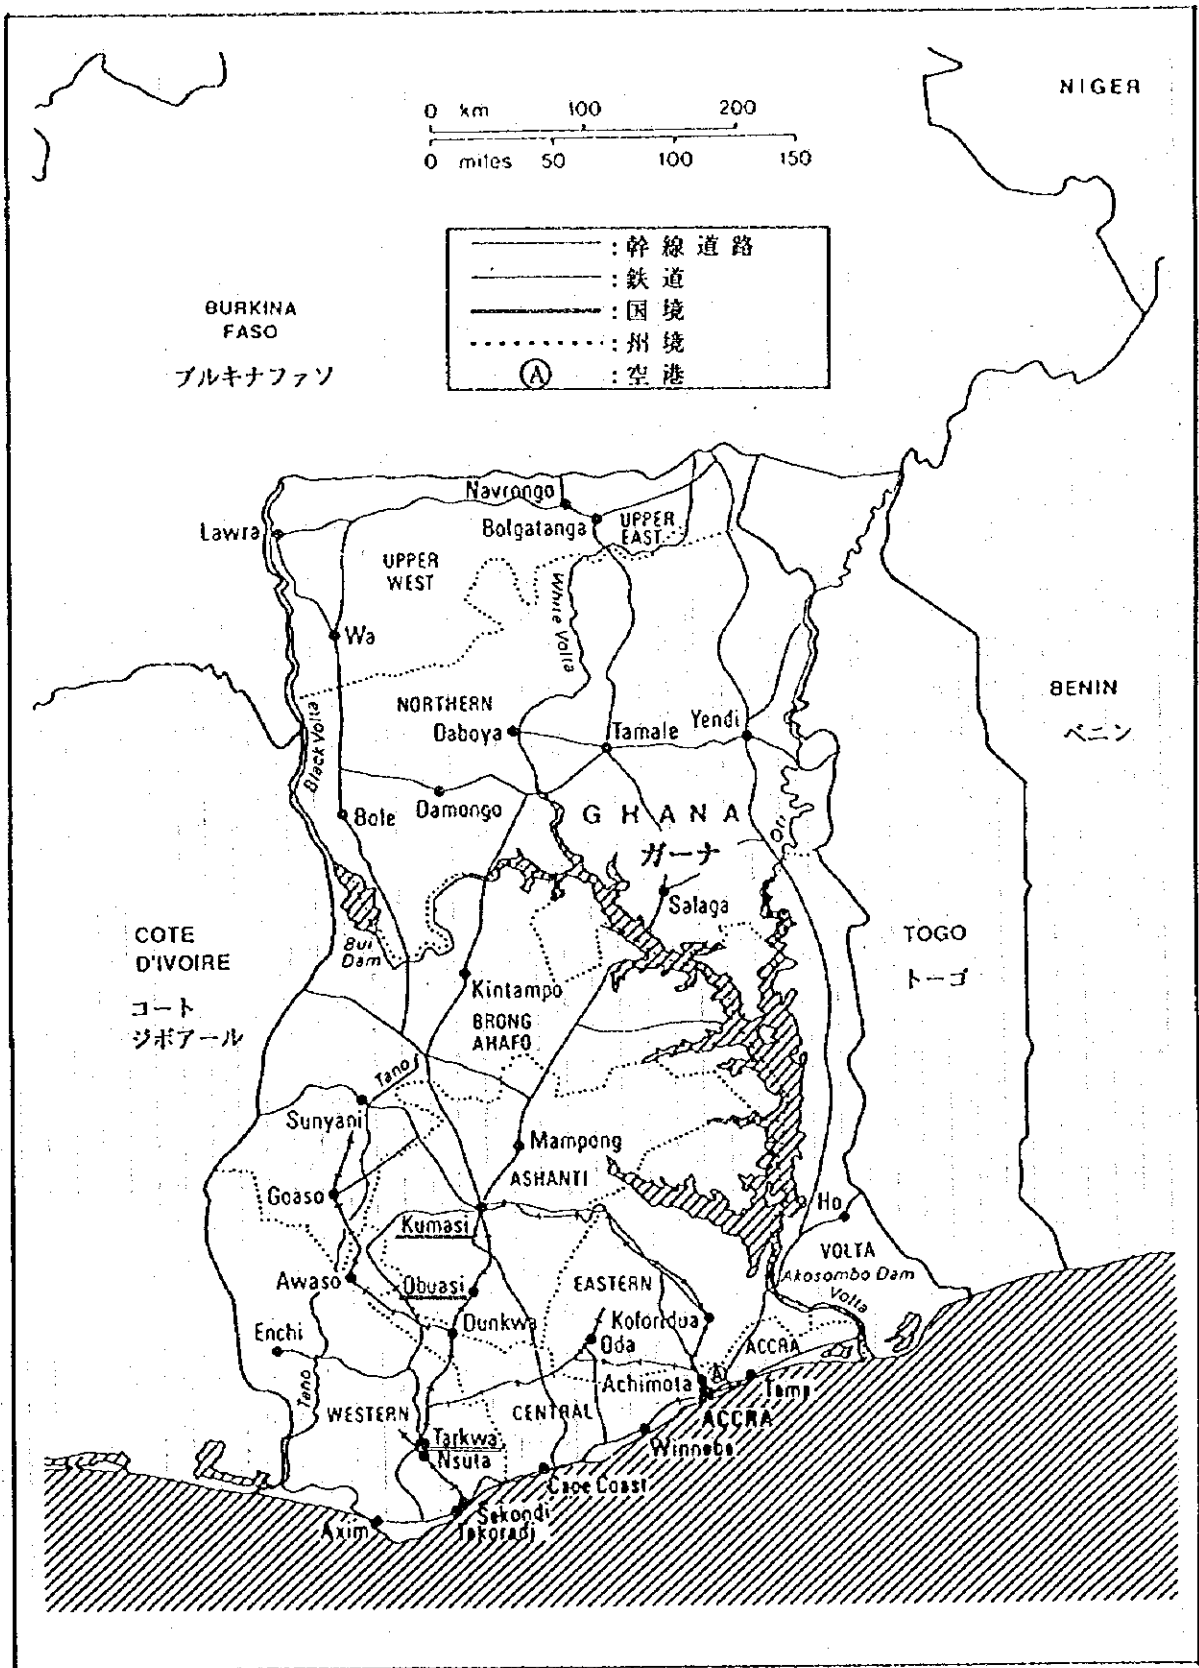 NIGER
0 km 100 200
0 miles 50 100 150
: 幹線道路
: 鉄道
: 国境
: 州境
Ⓐ : 空港
BURKINA
FASO
ブルキナファソ
Navrongo
Lawra
Bolgatanga
UPPER
EAST
UPPER
WEST
White Volta
Wa
BENIN
ベニン
NORTHERN
Black Volta
Daboya
Tamale
Yendi
Damongo
Bole
GHANA
ガーナ
Oti
Salaga
COTE
D'IVOIRE
コート
ジボアール
Bui
Dam
TOGO
トーゴ
Kintampo
BRONG
AHAFO
Tano
Sunyani
Mampong
ASHANTI
Goaso
Ho
Kumasi
VOLTA
Awaso
Obuasi
EASTERN
Akosombo Dam
Volta
Enchi
Dunkwa
Koforidua
Oda
ACCRA
Tano
Achimota
A
Tema
WESTERN
CENTRAL
ACCRA
Tarkwa
Nsuta
Winneba
Cape Coast
Axim
Sekondi
Takoradi